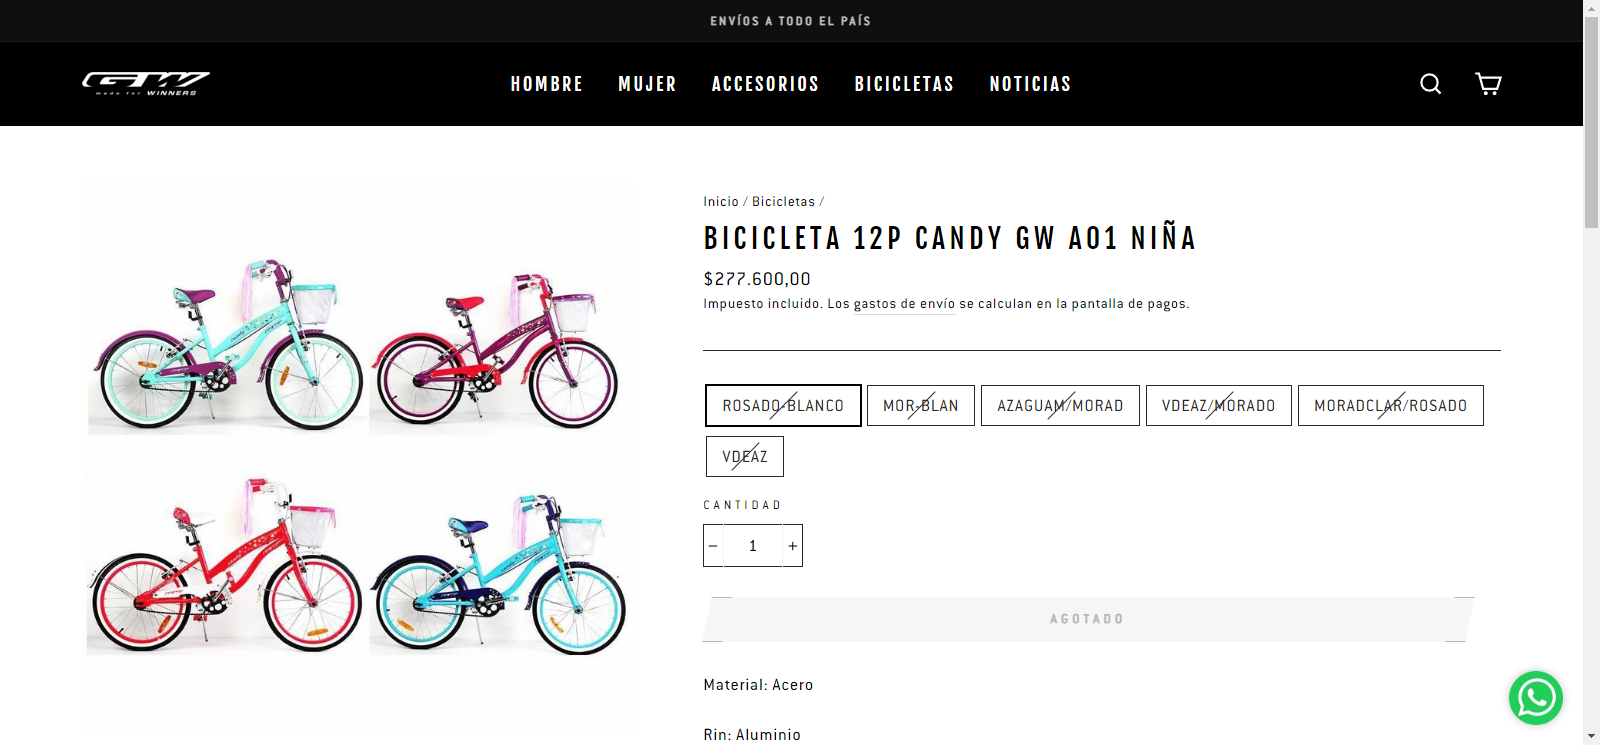 ENVÍOS A TODO EL PAÍS
GW
made for WINNERS
HOMBRE
MUJER
ACCESORIOS
BICICLETAS
NOTICIAS
Inicio / Bicicletas /
BICICLETA 12P CANDY GW A01 NIÑA
$277.600,00
Impuesto incluido. Los gastos de envío se calculan en la pantalla de pagos.
ROSADO-BLANCO
MOR-BLAN
AZAGUAM/MORAD
VDEAZ/MORADO
MORADCLAR/ROSADO
VDEAZ
CANTIDAD
− 1 +
AGOTADO
Material: Acero
Rin: Aluminio